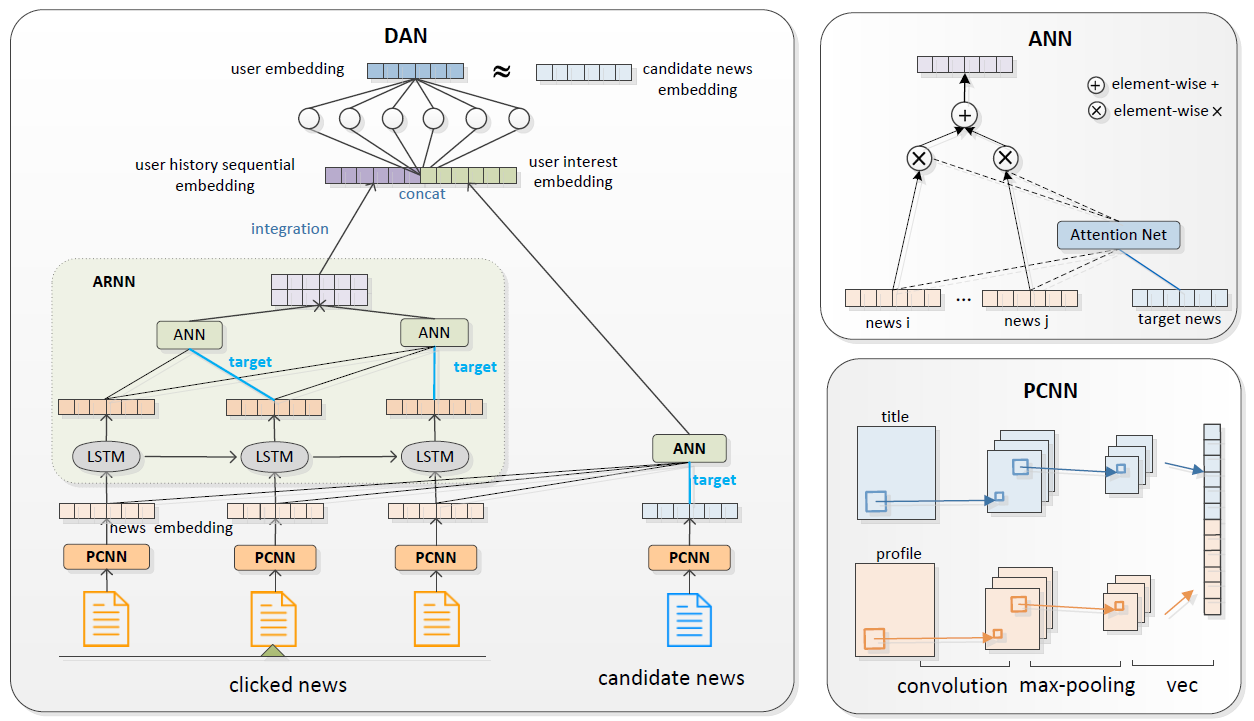 DAN
user embedding
≈
candidate news
embedding
user history sequential
embedding
user interest
embedding
concat
integration
ARNN
ANN
ANN
target
target
LSTM
LSTM
LSTM
ANN
target
news embedding
PCNN
PCNN
PCNN
PCNN
clicked news
candidate news
ANN
element-wise +
element-wise ×
Attention Net
...
news i
news j
target news
PCNN
title
profile
convolution
max-pooling
vec